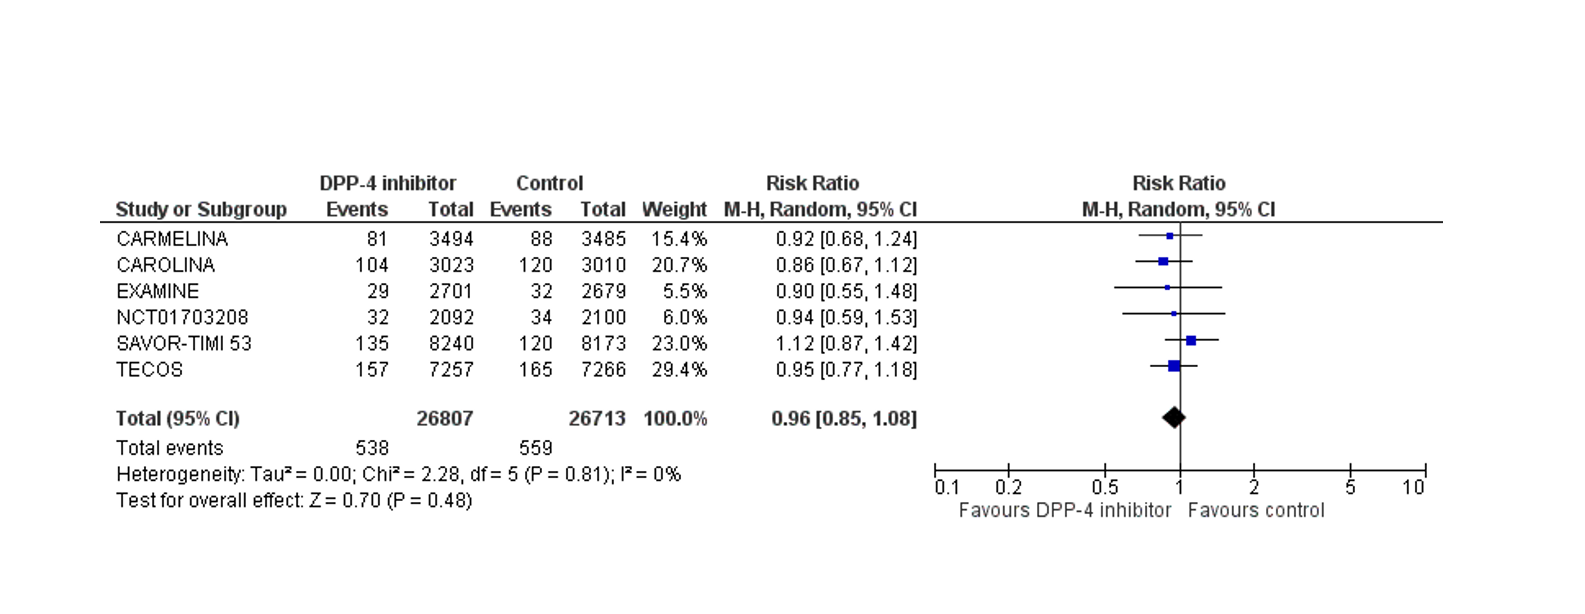 DPP-4 inhibitor Control Risk Ratio Risk Ratio
Study or Subgroup Events Total Events Total Weight M-H, Random, 95% CI M-H, Random, 95% CI
CARMELINA 81 3494 88 3485 15.4% 0.92 [0.68, 1.24]
CAROLINA 104 3023 120 3010 20.7% 0.86 [0.67, 1.12]
EXAMINE 29 2701 32 2679 5.5% 0.90 [0.55, 1.48]
NCT01703208 32 2092 34 2100 6.0% 0.94 [0.59, 1.53]
SAVOR-TIMI 53 135 8240 120 8173 23.0% 1.12 [0.87, 1.42]
TECOS 157 7257 165 7266 29.4% 0.95 [0.77, 1.18]
Total (95% CI) 26807 26713 100.0% 0.96 [0.85, 1.08]
Total events 538 559
Heterogeneity: Tau² = 0.00; Chi² = 2.28, df = 5 (P = 0.81); I² = 0%
Test for overall effect: Z = 0.70 (P = 0.48)
0.1 0.2 0.5 1 2 5 10
Favours DPP-4 inhibitor Favours control